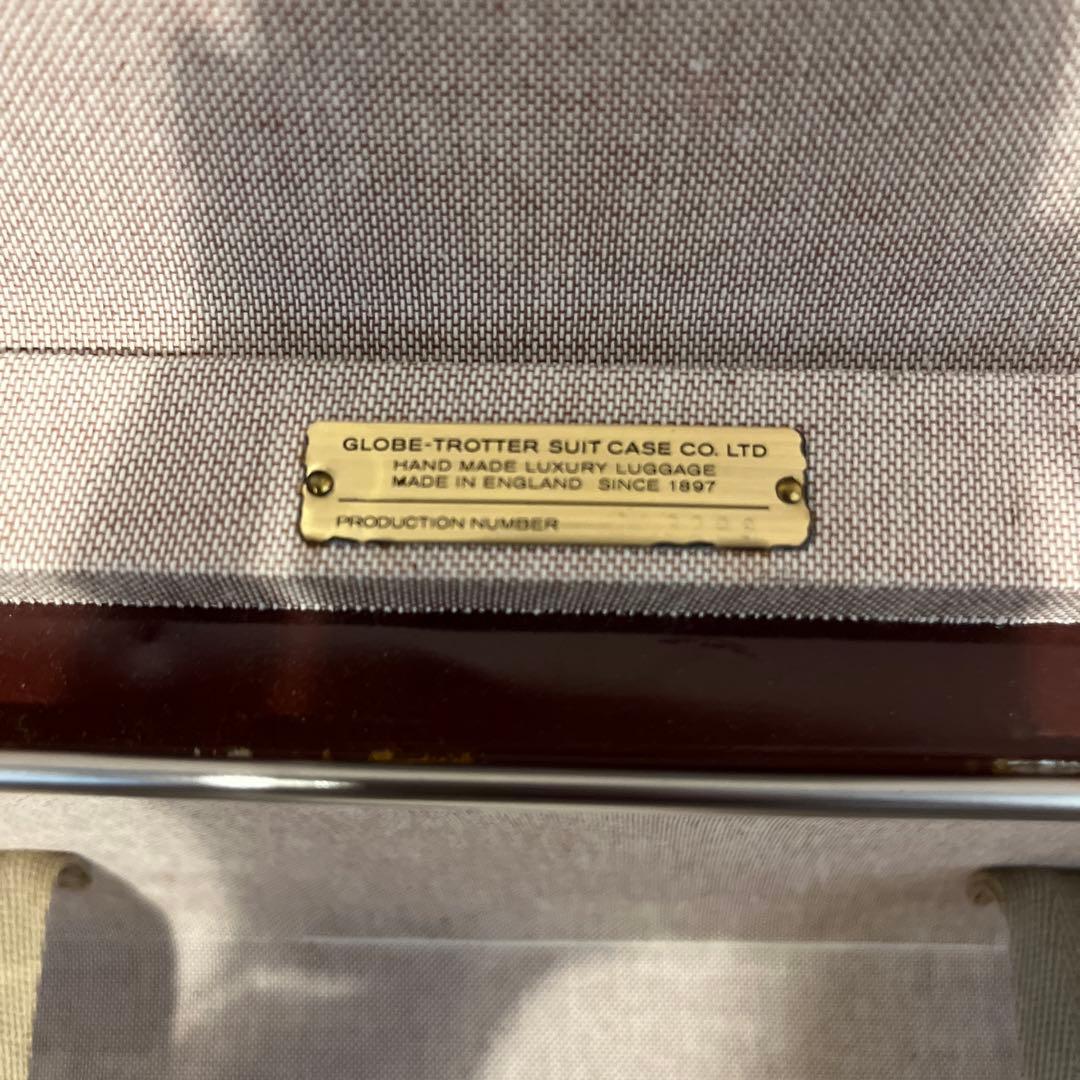 GLOBE-TROTTER SUIT CASE CO. LTD
HAND MADE LUXURY LUGGAGE
MADE IN ENGLAND SINCE 1897
PRODUCTION NUMBER